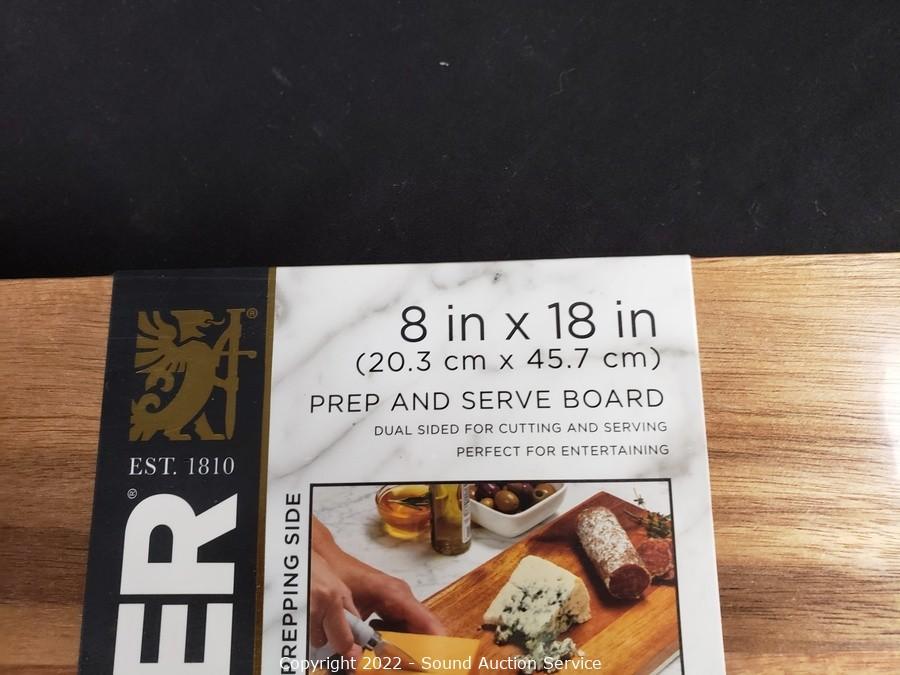 8 in x 18 in
(20.3 cm x 45.7 cm)
PREP AND SERVE BOARD
DUAL SIDED FOR CUTTING AND SERVING
PERFECT FOR ENTERTAINING
®
EST. 1810
ER®
REPPING SIDE
Copyright 2022 - Sound Auction Service